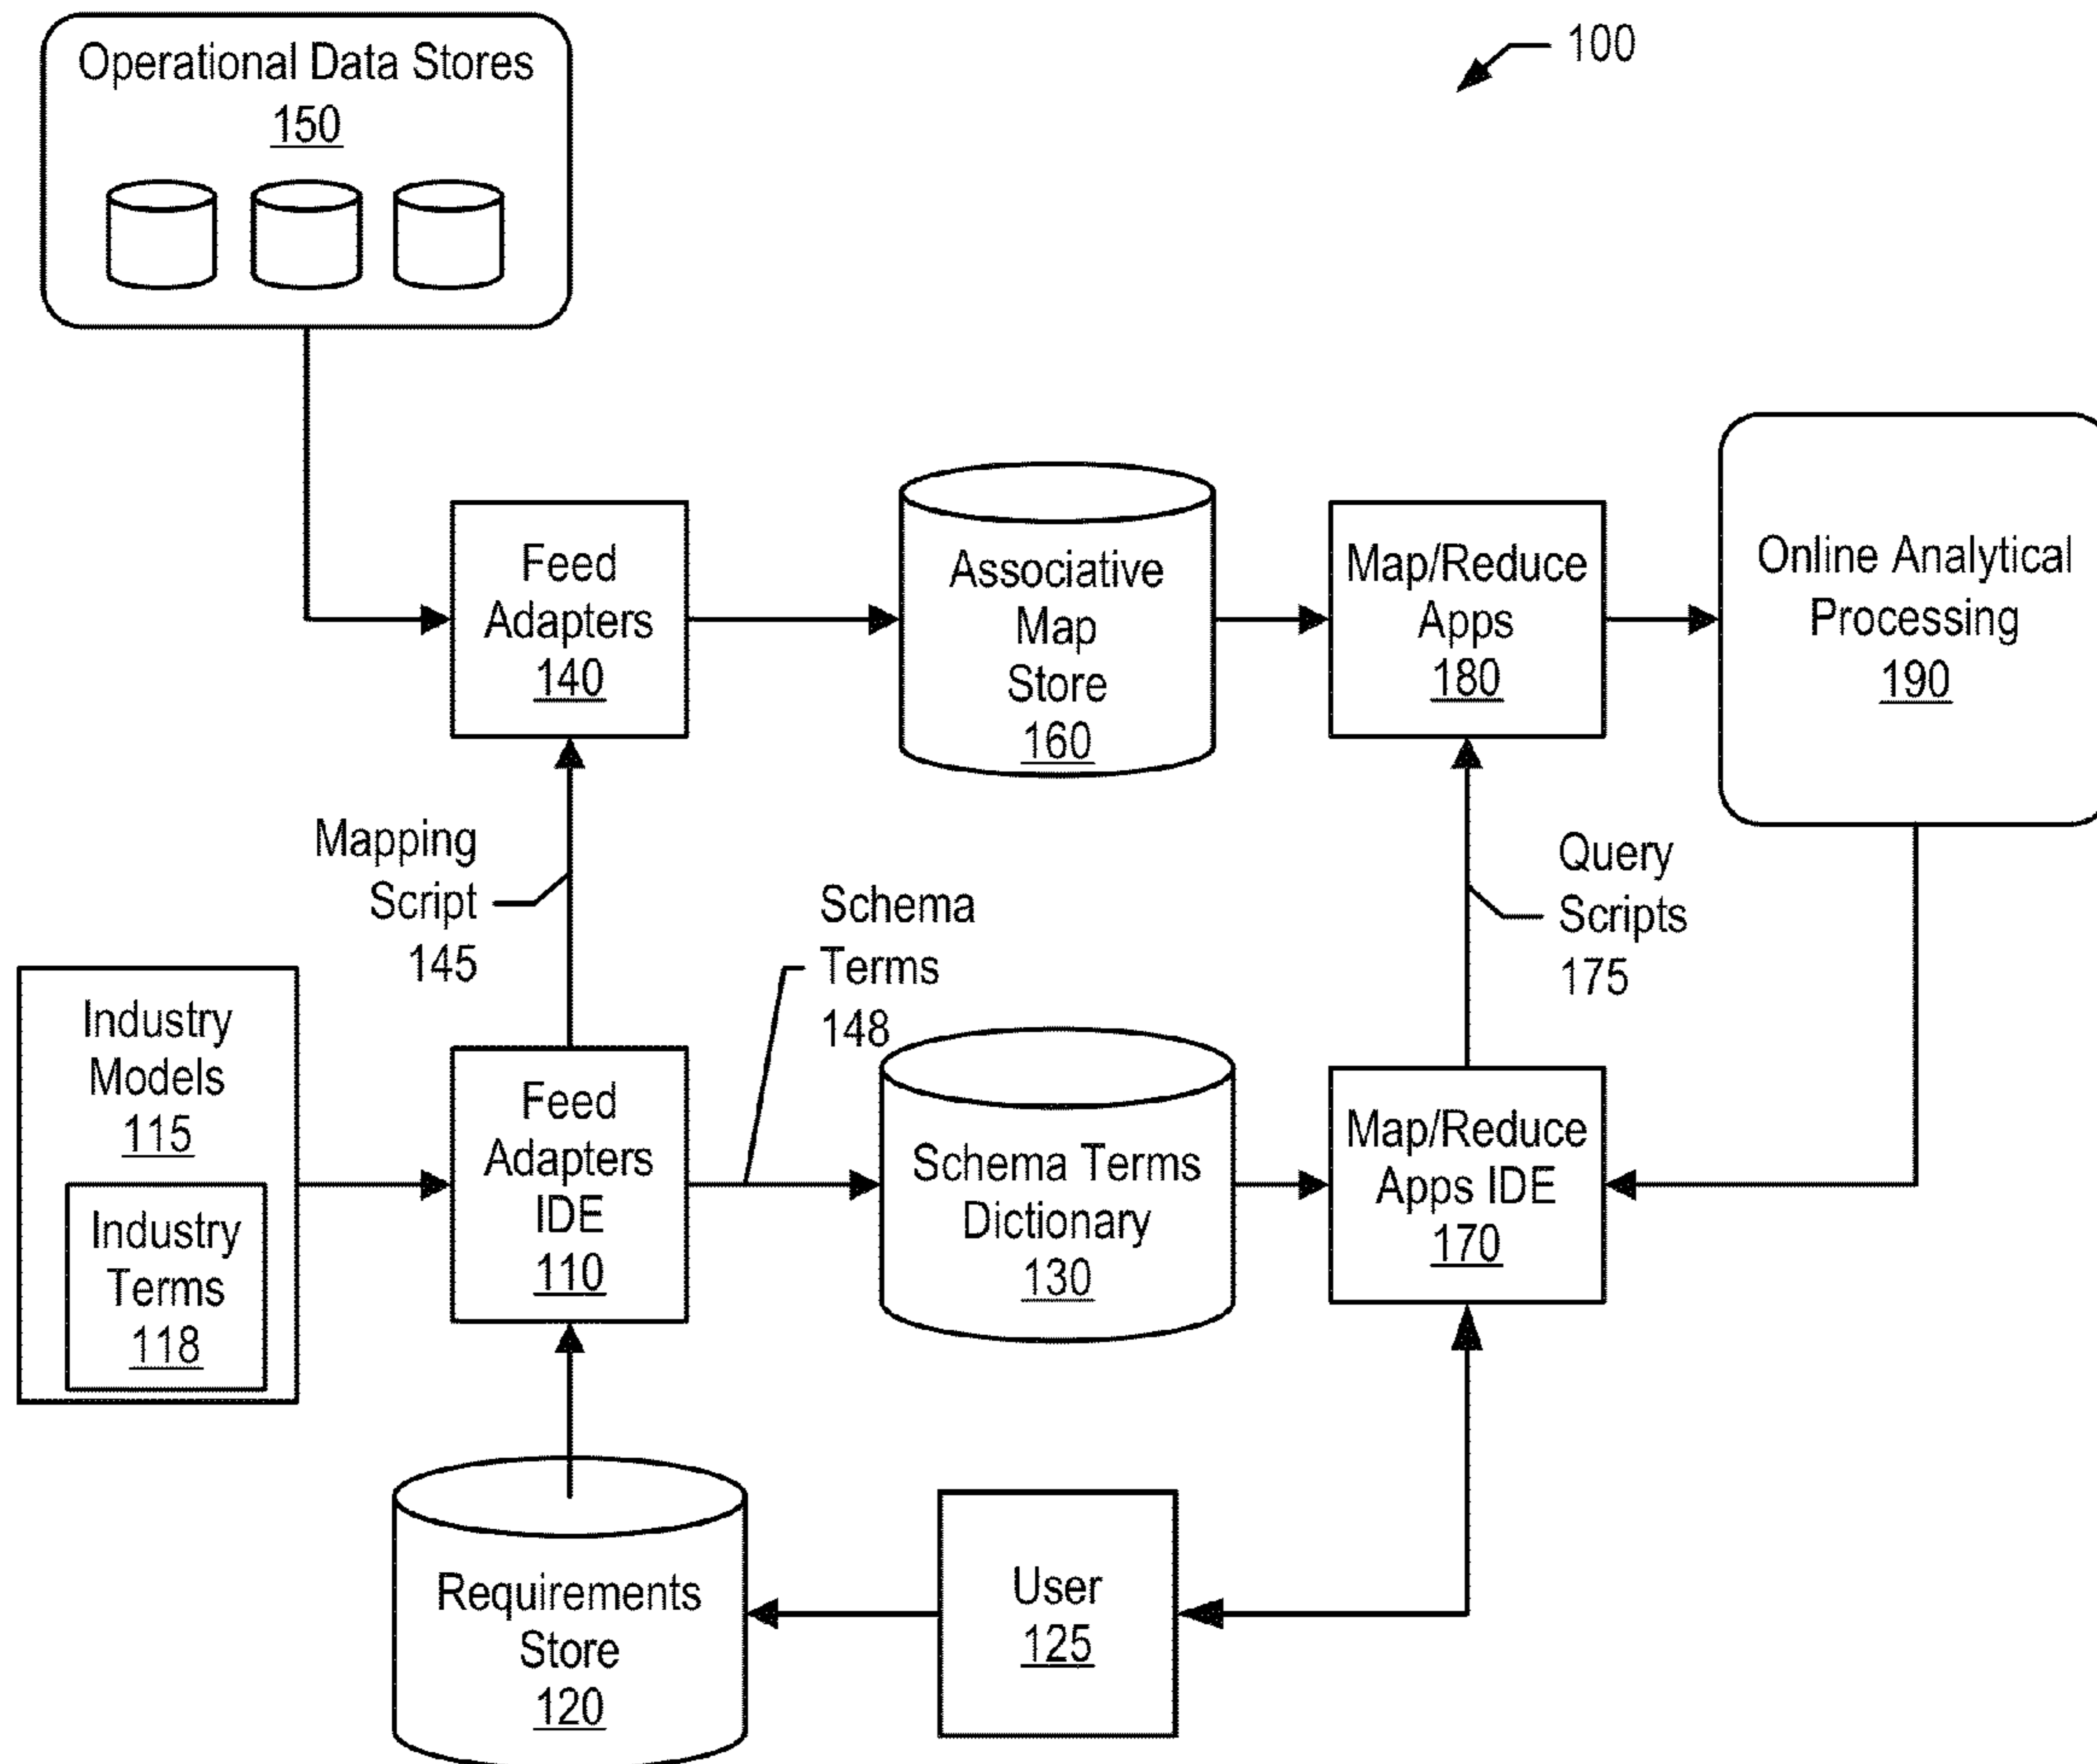 Operational Data Stores
150
100
Feed
Adapters
140
Associative
Map
Store
160
Map/Reduce
Apps
180
Online Analytical
Processing
190
Mapping
Script
145
Schema
Terms
148
Query
Scripts
175
Industry
Models
115
Industry
Terms
118
Feed
Adapters
IDE
110
Schema Terms
Dictionary
130
Map/Reduce
Apps IDE
170
Requirements
Store
120
User
125